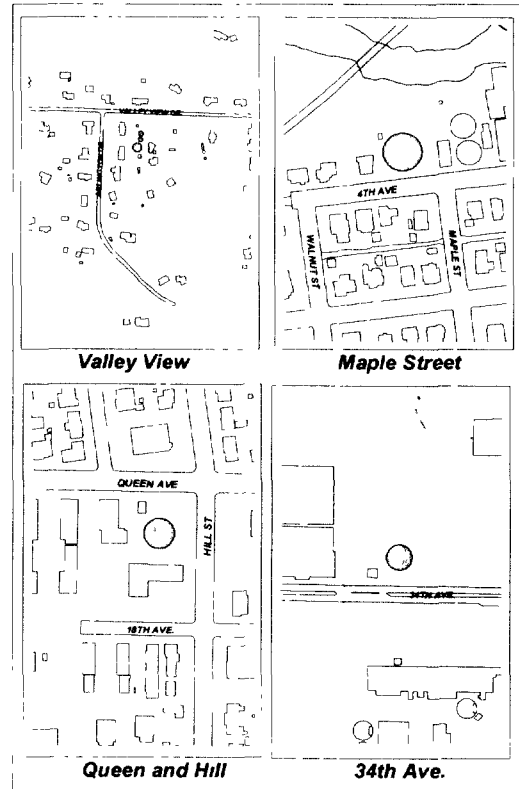 VALLEY VIEW DR
Valley View
4TH AVE
WALNUT ST
MAPLE ST
Maple Street
QUEEN AVE
HILL ST
18TH AVE.
Queen and Hill
34TH AVE.
34th Ave.